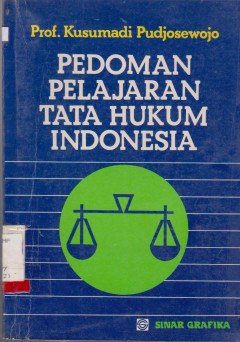 Prof. Kusumadi Pudjosewojo
PEDOMAN
PELAJARAN
TATA HUKUM
INDONESIA
SINAR GRAFIKA